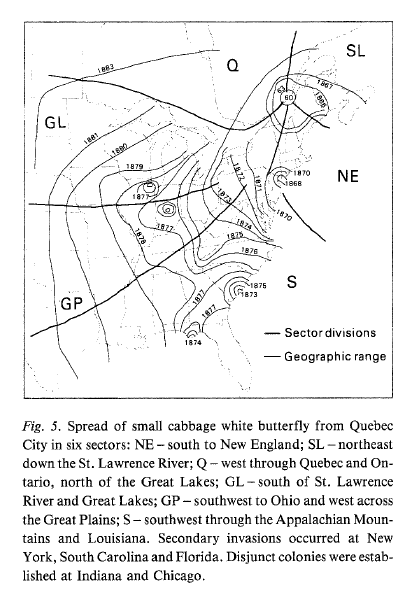 1883
Q
SL
1867
63
60
1866
GL
1881
1880
1879
1877
1872
1871
1870
1868
NE
1873
1870
1877
1878
1874
1875
1876
S
1875
1873
1877
1877
GP
1874
Sector divisions
Geographic range
Fig. 5. Spread of small cabbage white butterfly from Quebec
City in six sectors: NE – south to New England; SL – northeast
down the St. Lawrence River; Q – west through Quebec and On-
tario, north of the Great Lakes; GL – south of St. Lawrence
River and Great Lakes; GP – southwest to Ohio and west across
the Great Plains; S – southwest through the Appalachian Moun-
tains and Louisiana. Secondary invasions occurred at New
York, South Carolina and Florida. Disjunct colonies were estab-
lished at Indiana and Chicago.